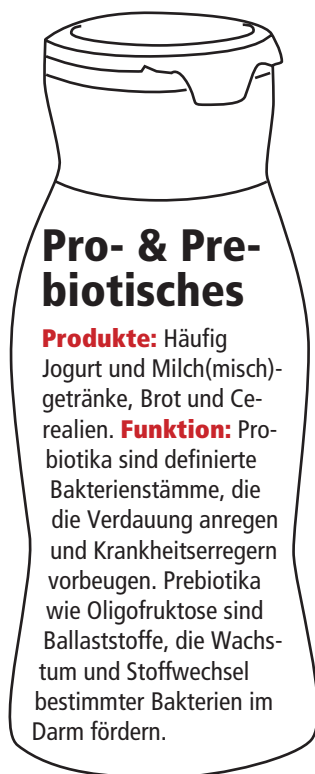 Pro- & Pre-
biotisches
Produkte: Häufig
Jogurt und Milch(misch)-
getränke, Brot und Ce-
realien. Funktion: Pro-
biotika sind definierte
Bakterienstämme, die
die Verdauung anregen
und Krankheitserregern
vorbeugen. Prebiotika
wie Oligofruktose sind
Ballaststoffe, die Wachs-
tum und Stoffwechsel
bestimmter Bakterien im
Darm fördern.